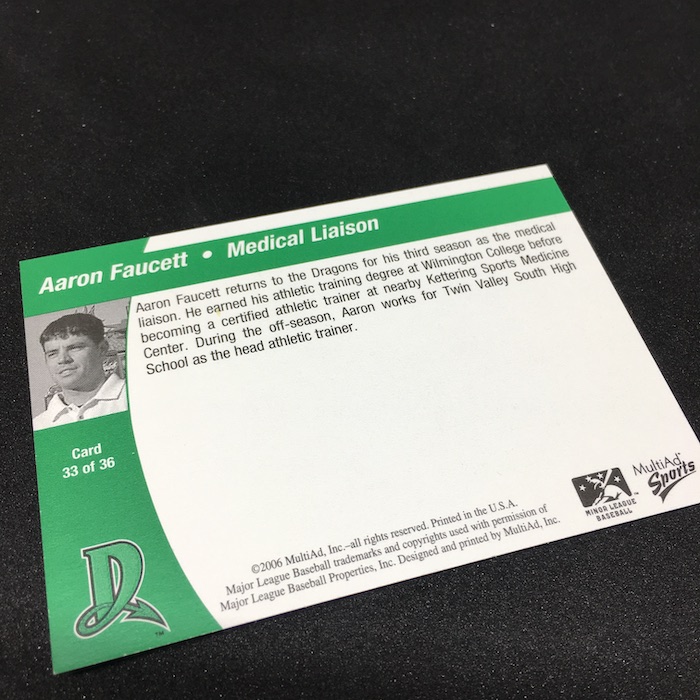 Aaron Faucett • Medical Liaison
Aaron Faucett returns to the Dragons for his third season as the medical
liaison. He earned his athletic training degree at Wilmington College before
becoming a certified athletic trainer at nearby Kettering Sports Medicine
Center. During the off-season, Aaron works for Twin Valley South High
School as the head athletic trainer.
Card
33 of 36
D
TM
MINOR LEAGUE
BASEBALL
TM
MultiAd
Sports
©2006 MultiAd, Inc.–all rights reserved. Printed in the U.S.A.
Major League Baseball trademarks and copyrights used with permission of
Major League Baseball Properties, Inc. Designed and printed by MultiAd, Inc.